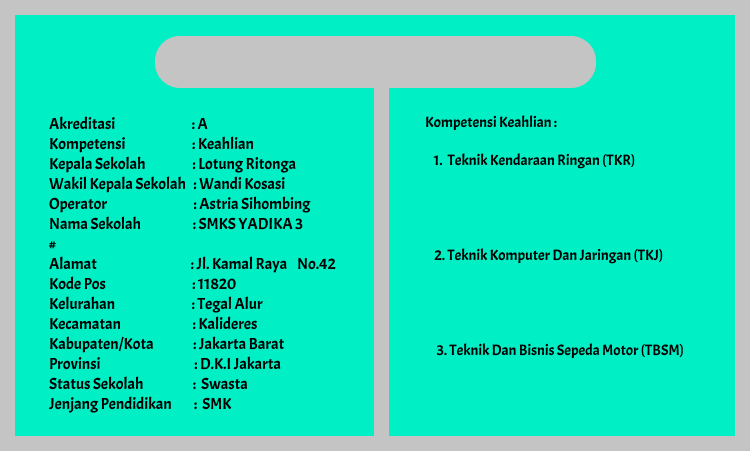 Akreditasi : A
Kompetensi : Keahlian
Kepala Sekolah : Lotung Ritonga
Wakil Kepala Sekolah : Wandi Kosasi
Operator : Astria Sihombing
Nama Sekolah : SMKS YADIKA 3
#
Alamat : Jl. Kamal Raya No.42
Kode Pos : 11820
Kelurahan : Tegal Alur
Kecamatan : Kalideres
Kabupaten/Kota : Jakarta Barat
Provinsi : D.K.I Jakarta
Status Sekolah : Swasta
Jenjang Pendidikan : SMK
Kompetensi Keahlian :
1. Teknik Kendaraan Ringan (TKR)
2. Teknik Komputer Dan Jaringan (TKJ)
3. Teknik Dan Bisnis Sepeda Motor (TBSM)